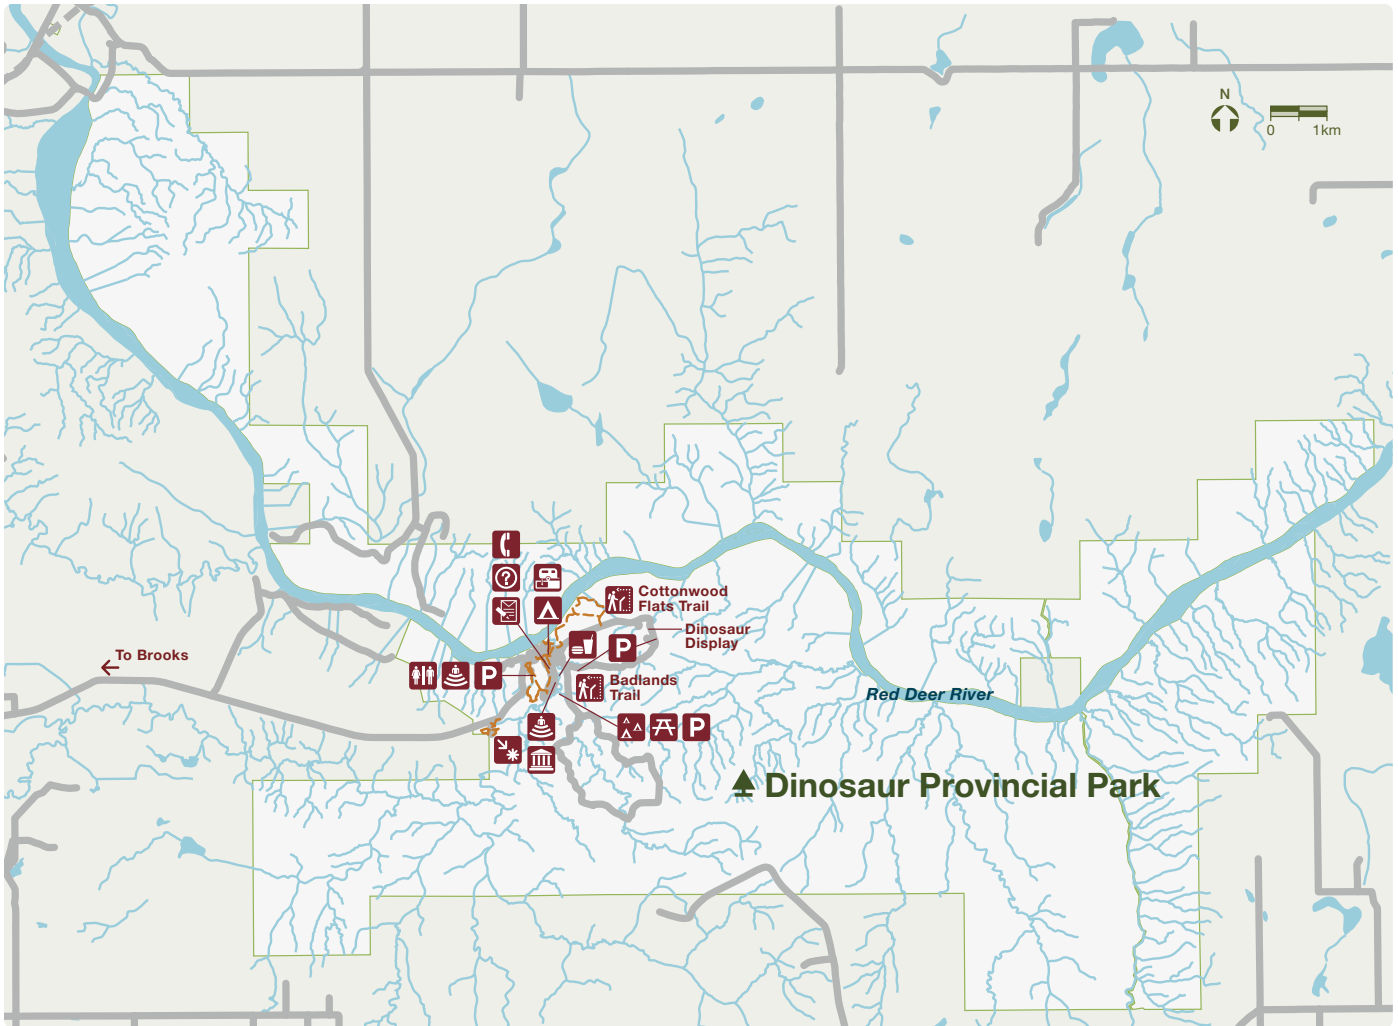 N
0 1km
Cottonwood
Flats Trail
Dinosaur
Display
P
To Brooks
P
Badlands
Trail
Red Deer River
P
Dinosaur Provincial Park